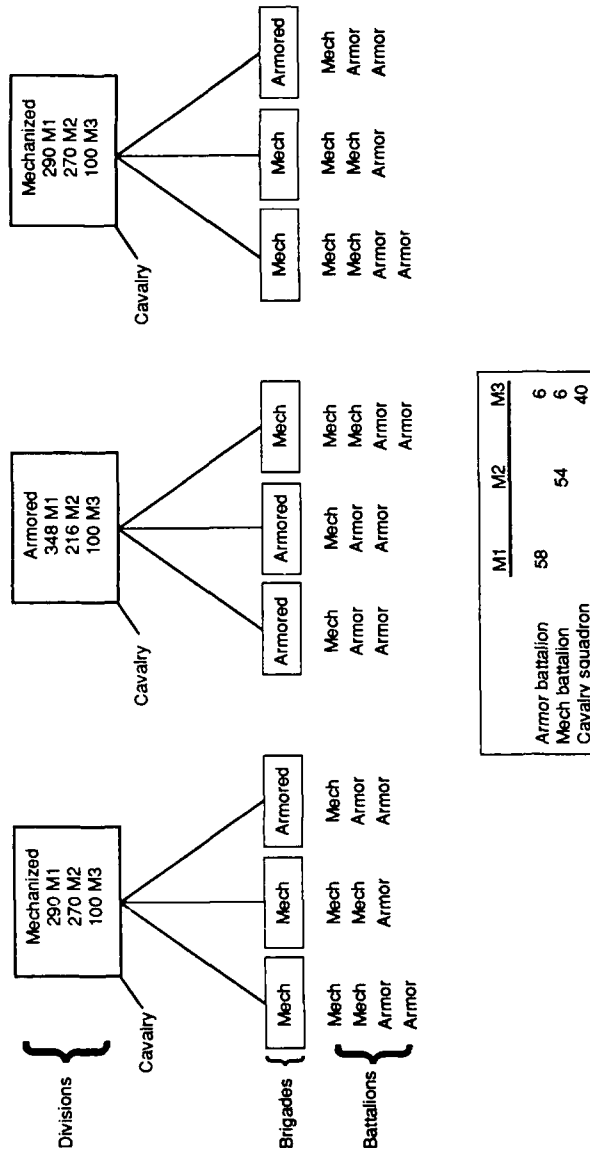 Divisions
Mechanized
290 M1
270 M2
100 M3
Cavalry
Armored
348 M1
216 M2
100 M3
Cavalry
Mechanized
290 M1
270 M2
100 M3
Cavalry
Brigades
Mech
Mech
Armored
Armored
Armored
Mech
Mech
Mech
Armored
Battalions
Mech
Mech
Armor
Armor
Mech
Mech
Armor
Mech
Armor
Armor
Mech
Armor
Armor
Mech
Armor
Armor
Mech
Mech
Armor
Armor
Mech
Mech
Armor
Armor
Mech
Mech
Armor
Mech
Armor
Armor
M1 M2 M3
Armor battalion 58 6
Mech battalion 54 6
Cavalry squadron 40